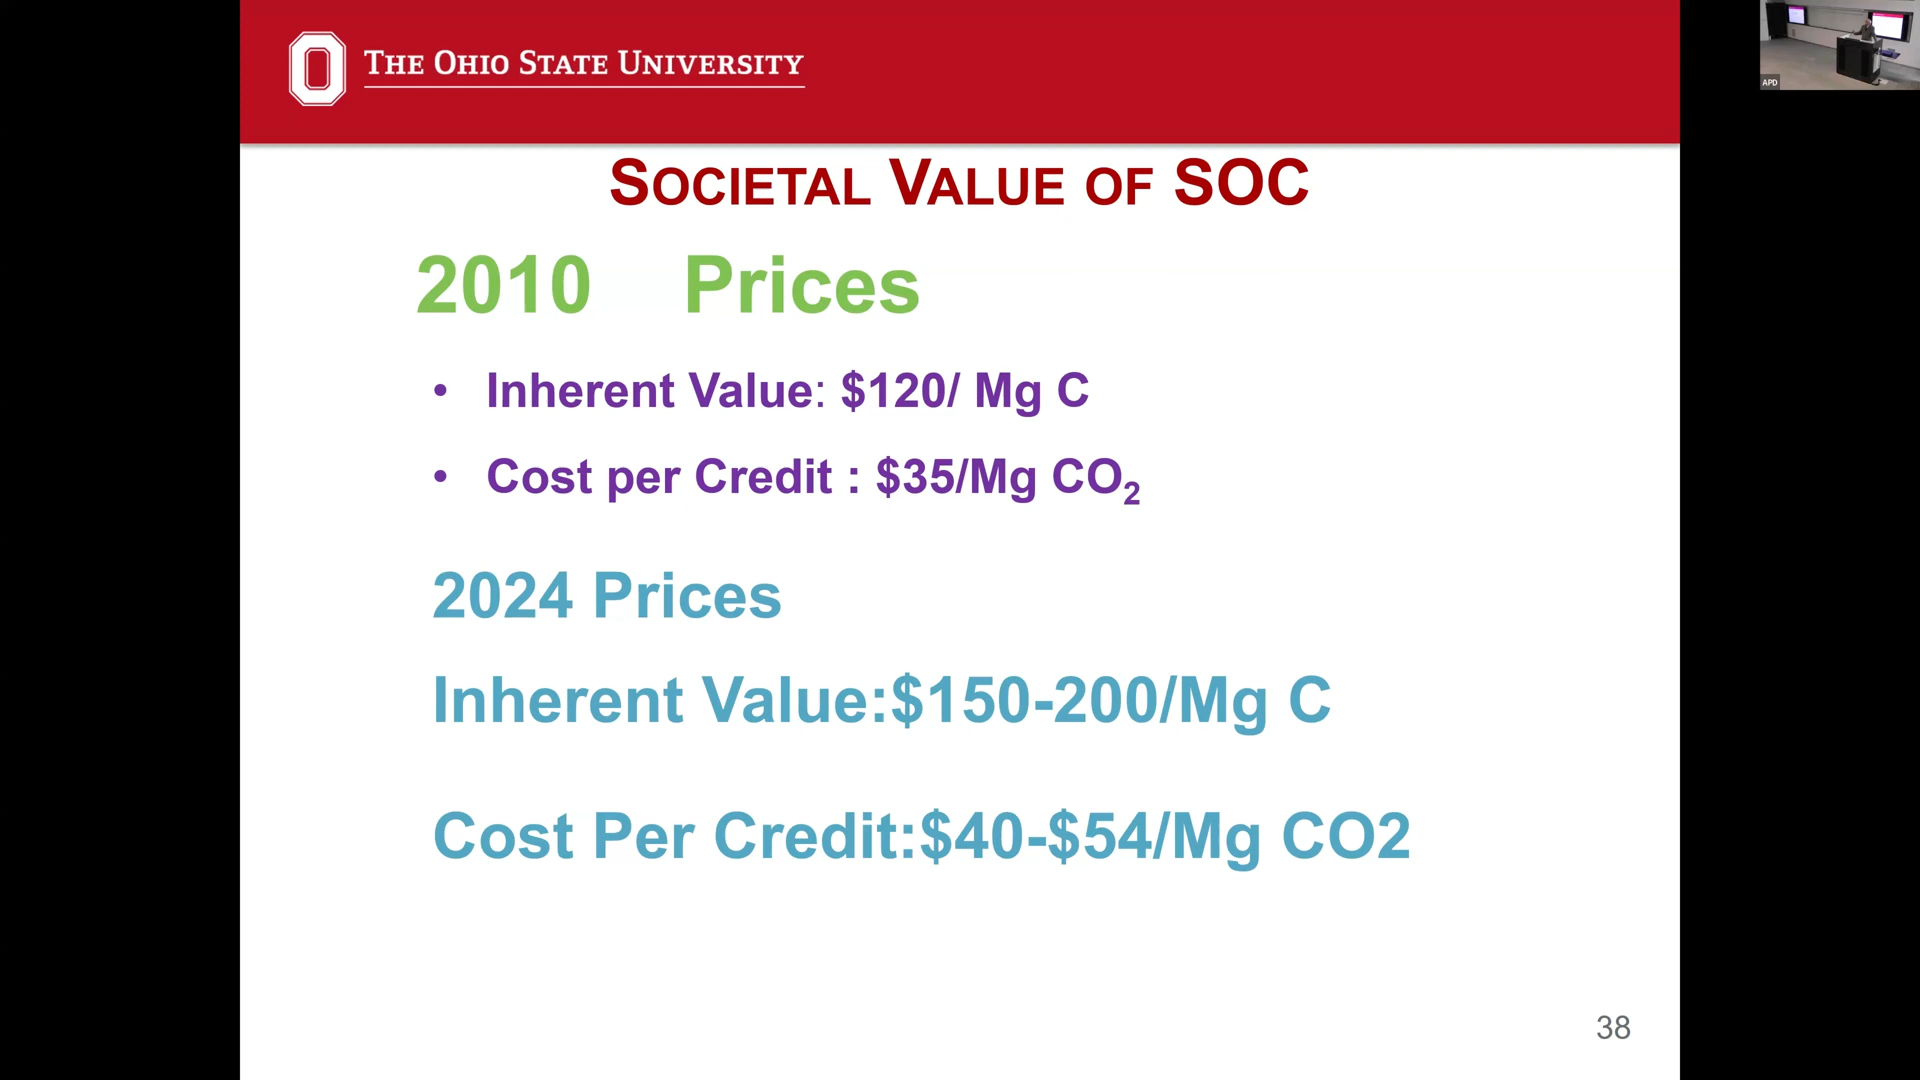 THE OHIO STATE UNIVERSITY
APD
SOCIETAL VALUE OF SOC
2010 Prices
• Inherent Value: $120/ Mg C
• Cost per Credit : $35/Mg CO₂
2024 Prices
Inherent Value:$150-200/Mg C
Cost Per Credit:$40-$54/Mg CO2
38